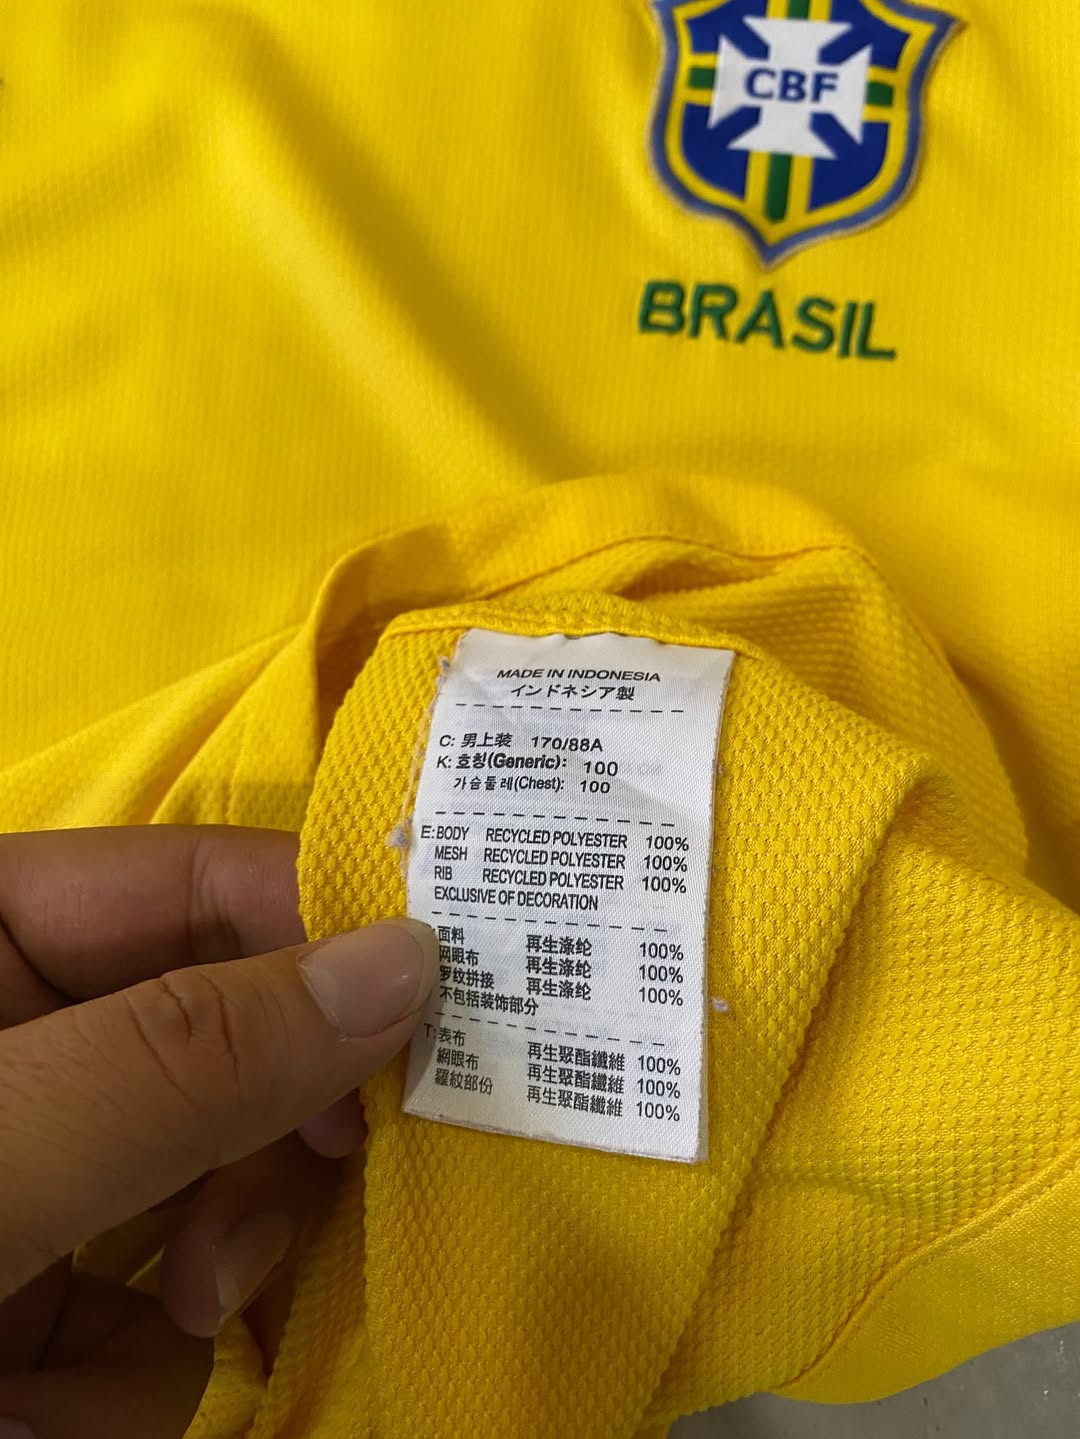 CBF
BRASIL
MADE IN INDONESIA
インドネシア製
C: 男上装 170/88A
K: 호칭(Generic): 100
가슴둘레(Chest): 100
E: BODY RECYCLED POLYESTER 100%
MESH RECYCLED POLYESTER 100%
RIB RECYCLED POLYESTER 100%
EXCLUSIVE OF DECORATION
面料 再生涤纶 100%
网眼布 再生涤纶 100%
罗纹拼接 再生涤纶 100%
不包括装饰部分
T: 表布 再生聚酯纖維 100%
網眼布 再生聚酯纖維 100%
羅紋部份 再生聚酯纖維 100%